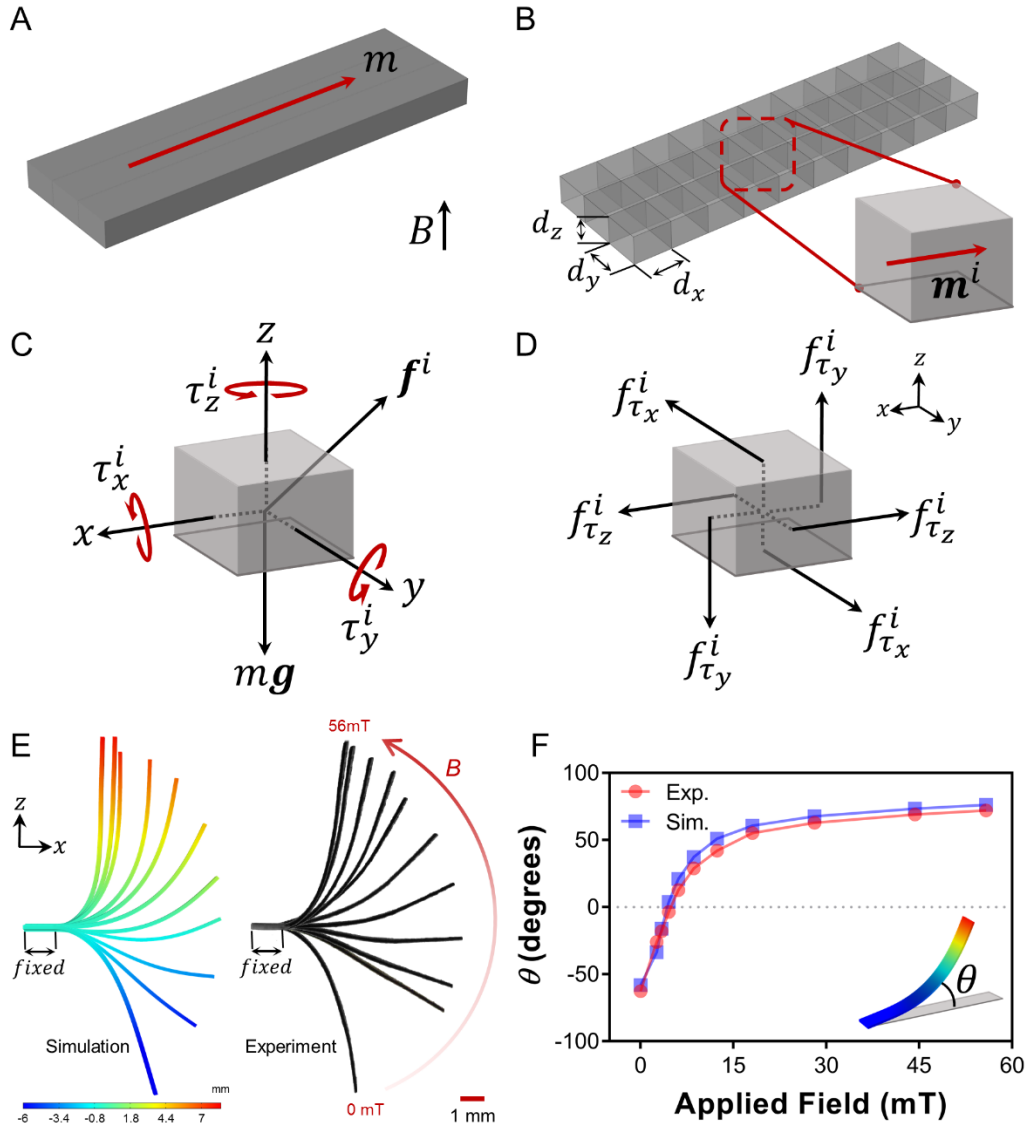 A
m
B
B
d_z
d_y
d_x
m^i
C
z
τ_z^i
f^i
τ_x^i
x
y
τ_y^i
mg
D
f_{τ_x}^i
f_{τ_y}^i
z
x
y
f_{τ_z}^i
f_{τ_z}^i
f_{τ_x}^i
f_{τ_y}^i
E
z
x
fixed
Simulation
mm
-6 -3.4 -0.8 1.8 4.4 7
56mT
B
fixed
Experiment
0 mT
1 mm
F
100
50
0
-50
-100
θ (degrees)
Exp.
Sim.
θ
0 15 30 45 60
Applied Field (mT)